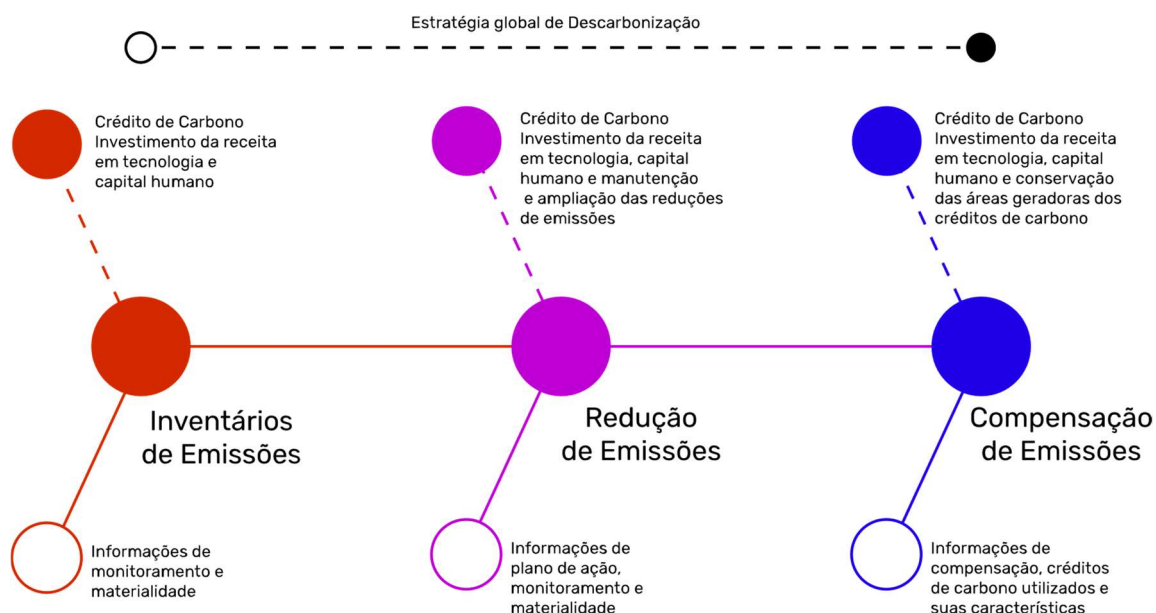 Estratégia global de Descarbonização
Crédito de Carbono
Investimento da receita
em tecnologia e
capital humano
Crédito de Carbono
Investimento da receita
em tecnologia, capital
humano e manutenção
e ampliação das reduções
de emissões
Crédito de Carbono
Investimento da receita
em tecnologia, capital
humano e conservação
das áreas geradoras dos
créditos de carbono
Inventários
de Emissões
Redução
de Emissões
Compensação
de Emissões
Informações de
monitoramento e
materialidade
Informações de
plano de ação,
monitoramento e
materialidade
Informações de
compensação, créditos
de carbono utilizados e
suas características